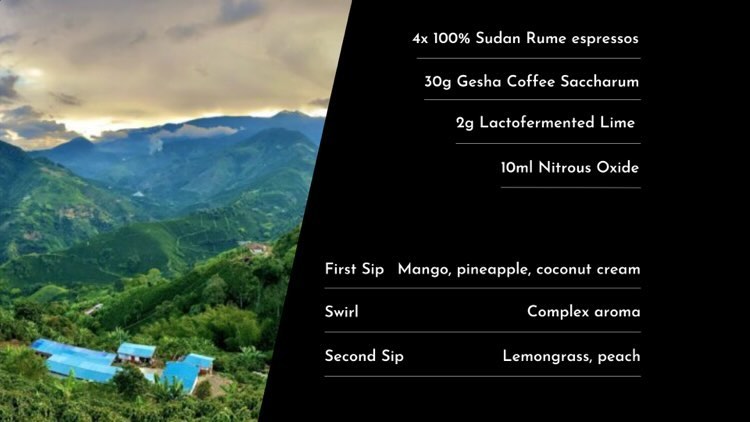 4x 100% Sudan Rume espressos
30g Gesha Coffee Saccharum
2g Lactofermented Lime
10ml Nitrous Oxide
First Sip Mango, pineapple, coconut cream
Swirl Complex aroma
Second Sip Lemongrass, peach